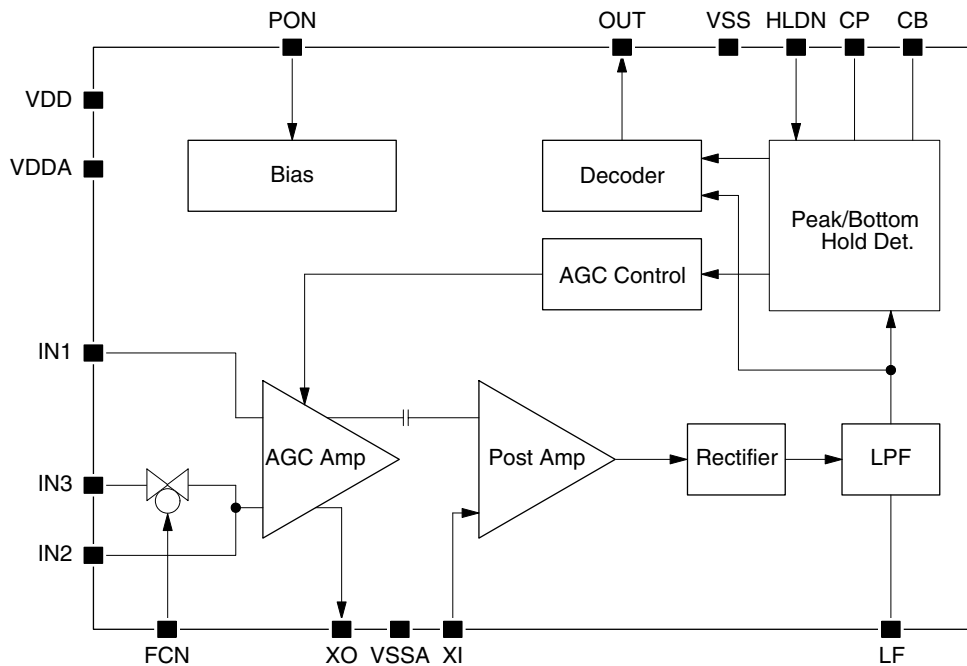 PON
OUT
VSS
HLDN
CP
CB
VDD
VDDA
Bias
Decoder
Peak/Bottom
Hold Det.
AGC Control
IN1
AGC Amp
Post Amp
Rectifier
LPF
IN3
IN2
FCN
XO
VSSA
XI
LF